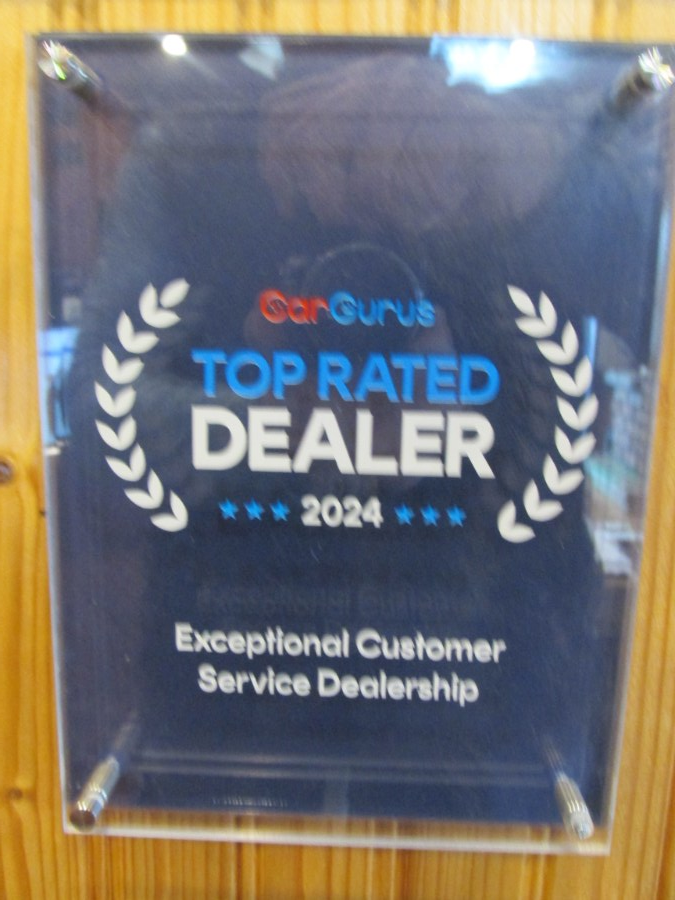 CarGurus
TOP RATED
DEALER
★★★ 2024 ★★★
Exceptional Customer
Service Dealership